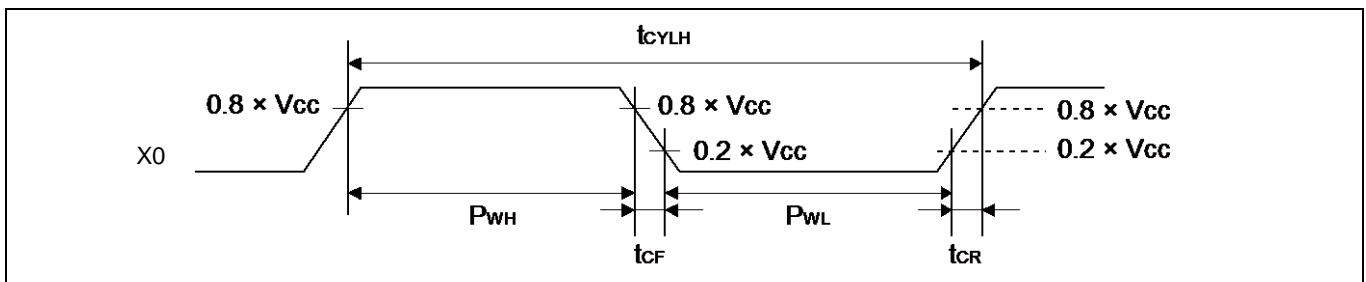 tCYLH
0.8 × Vcc
0.8 × Vcc
0.8 × Vcc
X0
0.2 × Vcc
0.2 × Vcc
PWH
PWL
tCF
tCR